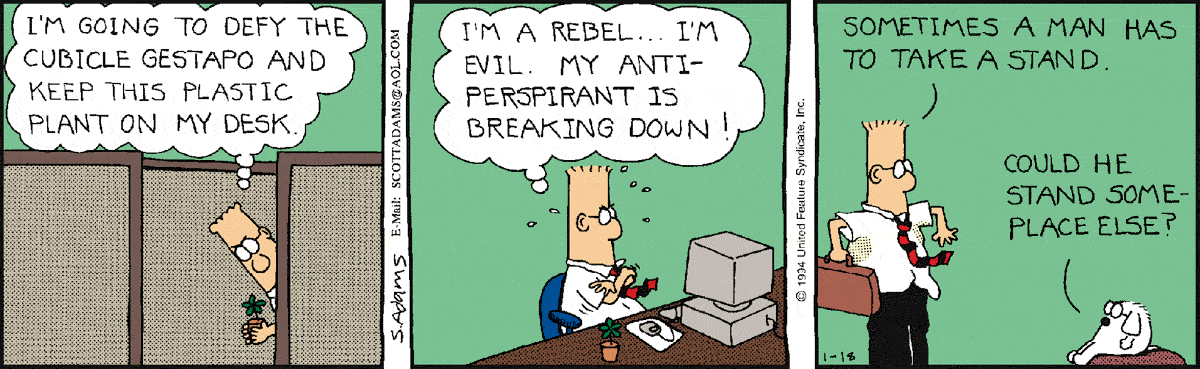 I'M GOING TO DEFY THE
CUBICLE GESTAPO AND
KEEP THIS PLASTIC
PLANT ON MY DESK.
S.Adams E-Mail: SCOTTADAMS@AOL.COM
I'M A REBEL... I'M
EVIL. MY ANTI-
PERSPIRANT IS
BREAKING DOWN!
© 1994 United Feature Syndicate, Inc.
SOMETIMES A MAN HAS
TO TAKE A STAND.
COULD HE
STAND SOME-
PLACE ELSE?
1-18